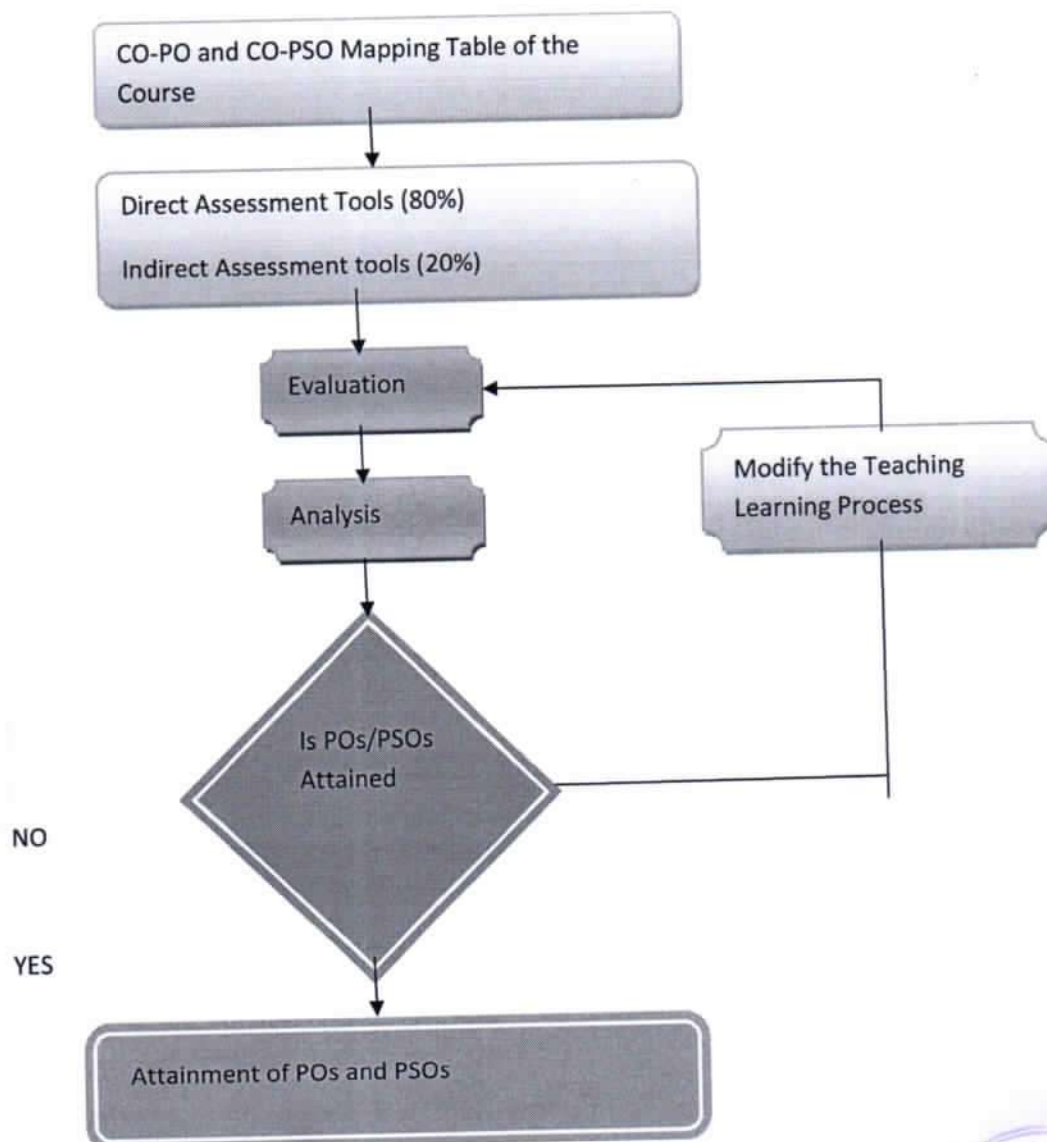 CO-PO and CO-PSO Mapping Table of the
Course
Direct Assessment Tools (80%)
Indirect Assessment tools (20%)
Evaluation
Modify the Teaching
Learning Process
Analysis
Is POs/PSOs
Attained
NO
YES
Attainment of POs and PSOs